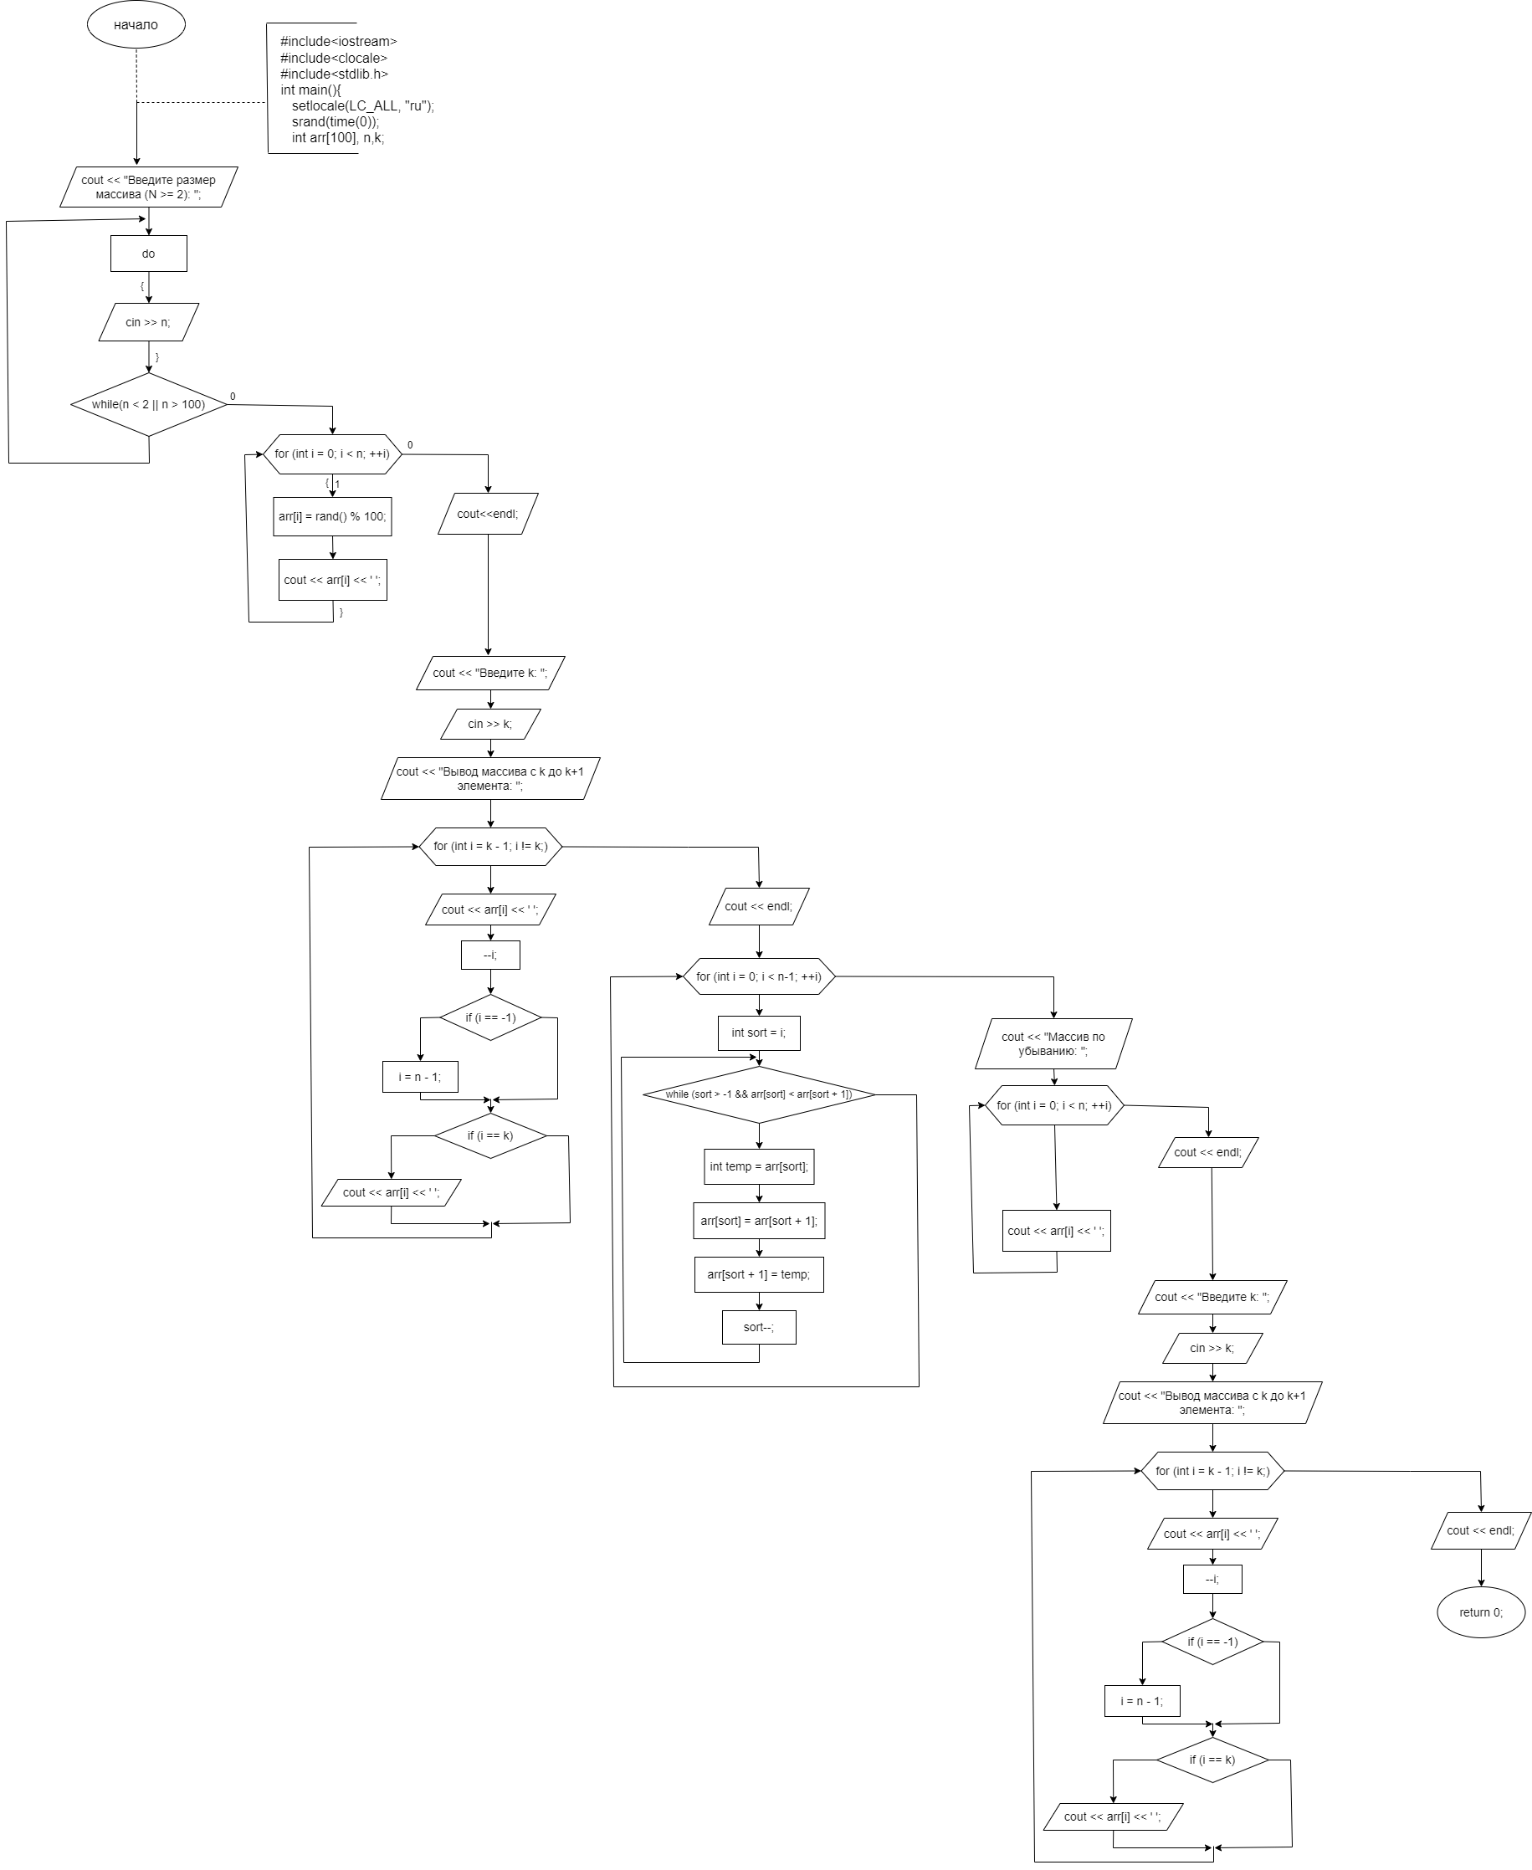 начало
#include<iostream>
#include<clocale>
#include<stdlib.h>
int main(){
setlocale(LC_ALL, "ru");
srand(time(0));
int arr[100], n,k;
cout << "Введите размер
массива (N >= 2): ";
do
{
cin >> n;
}
while(n < 2 || n > 100)
0
for (int i = 0; i < n; ++i)
0
{ 1
arr[i] = rand() % 100;
cout << arr[i] << ' ';
}
cout<<endl;
cout << "Введите k: ";
cin >> k;
cout << "Вывод массива с k до k+1
элемента: ";
for (int i = k - 1; i != k;)
cout << arr[i] << ' ';
--i;
if (i == -1)
i = n - 1;
if (i == k)
cout << arr[i] << ' ';
cout << endl;
for (int i = 0; i < n-1; ++i)
int sort = i;
while (sort > -1 && arr[sort] < arr[sort + 1])
int temp = arr[sort];
arr[sort] = arr[sort + 1];
arr[sort + 1] = temp;
sort--;
cout << "Массив по
убыванию: ";
for (int i = 0; i < n; ++i)
cout << arr[i] << ' ';
cout << endl;
cout << "Введите k: ";
cin >> k;
cout << "Вывод массива с k до k+1
элемента: ";
for (int i = k - 1; i != k;)
cout << arr[i] << ' ';
--i;
if (i == -1)
i = n - 1;
if (i == k)
cout << arr[i] << ' ';
cout << endl;
return 0;